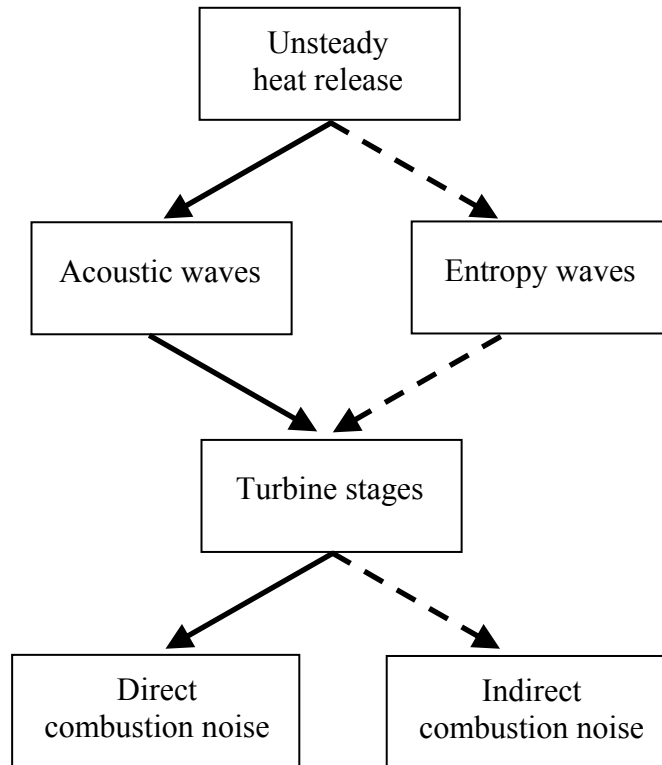 Unsteady
heat release
Acoustic waves
Entropy waves
Turbine stages
Direct
combustion noise
Indirect
combustion noise